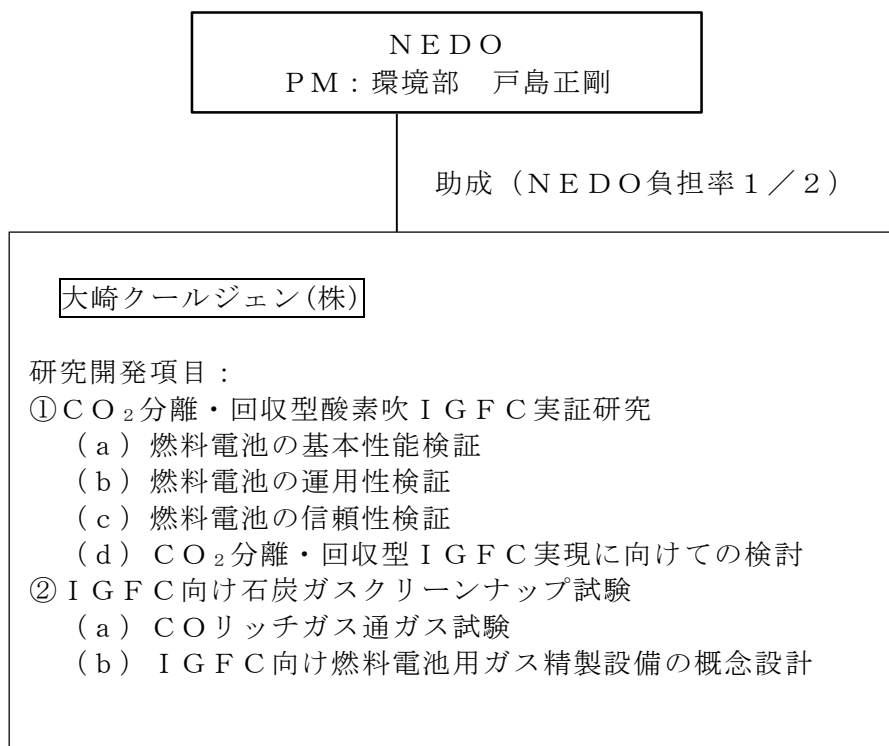 ＮＥＤＯ
ＰＭ：環境部　戸島正剛
助成（ＮＥＤＯ負担率１／２）
大崎クールジェン(株)
研究開発項目：
①ＣＯ₂分離・回収型酸素吹ＩＧＦＣ実証研究
（a）燃料電池の基本性能検証
（b）燃料電池の運用性検証
（c）燃料電池の信頼性検証
（d）ＣＯ₂分離・回収型ＩＧＦＣ実現に向けての検討
②ＩＧＦＣ向け石炭ガスクリーンナップ試験
（a）ＣＯリッチガス通ガス試験
（b）ＩＧＦＣ向け燃料電池用ガス精製設備の概念設計